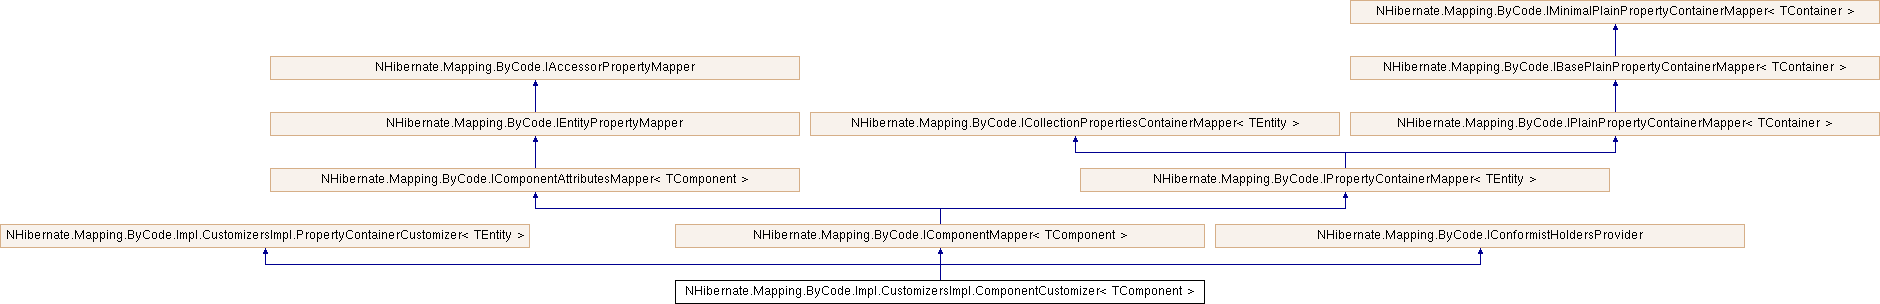 NHibernate.Mapping.ByCode.IMinimalPlainPropertyContainerMapper< TContainer >
NHibernate.Mapping.ByCode.IAccessorPropertyMapper
NHibernate.Mapping.ByCode.IBasePlainPropertyContainerMapper< TContainer >
NHibernate.Mapping.ByCode.IEntityPropertyMapper
NHibernate.Mapping.ByCode.ICollectionPropertiesContainerMapper< TEntity >
NHibernate.Mapping.ByCode.IPlainPropertyContainerMapper< TContainer >
NHibernate.Mapping.ByCode.IComponentAttributesMapper< TComponent >
NHibernate.Mapping.ByCode.IPropertyContainerMapper< TEntity >
NHibernate.Mapping.ByCode.Impl.CustomizersImpl.PropertyContainerCustomizer< TEntity >
NHibernate.Mapping.ByCode.IComponentMapper< TComponent >
NHibernate.Mapping.ByCode.IConformistHoldersProvider
NHibernate.Mapping.ByCode.Impl.CustomizersImpl.ComponentCustomizer< TComponent >